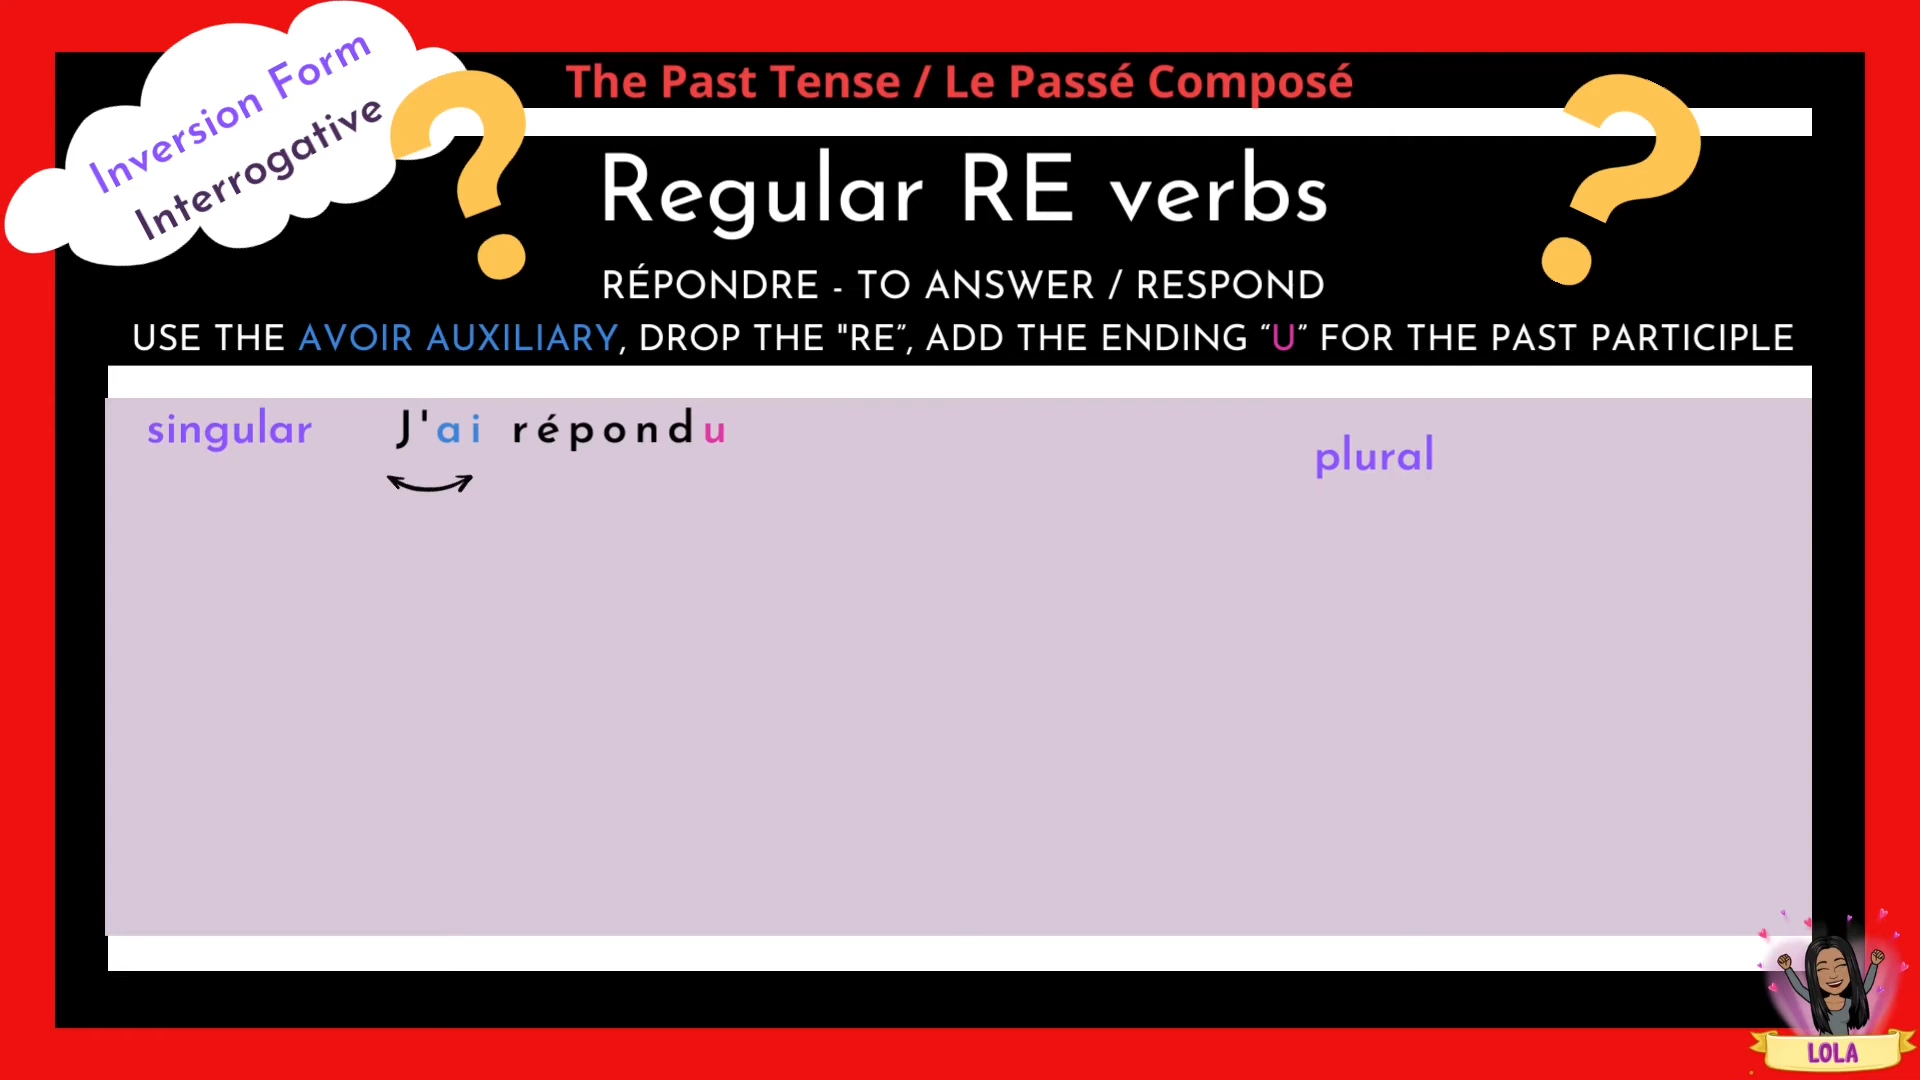 Inversion Form
Interrogative
The Past Tense / Le Passé Composé
Regular RE verbs
RÉPONDRE - TO ANSWER / RESPOND
USE THE AVOIR AUXILIARY, DROP THE "RE”, ADD THE ENDING “U” FOR THE PAST PARTICIPLE
singular
J'ai répondu
plural
LOLA